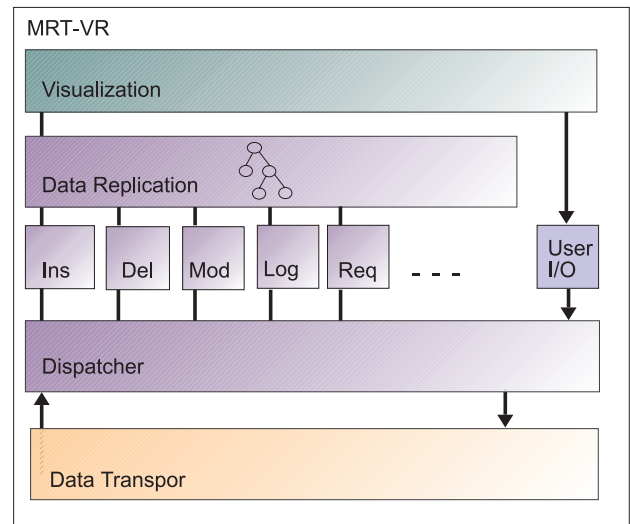 MRT-VR
Visualization
Data Replication
Ins
Del
Mod
Log
Req
- - -
User
I/O
Dispatcher
Data Transpor